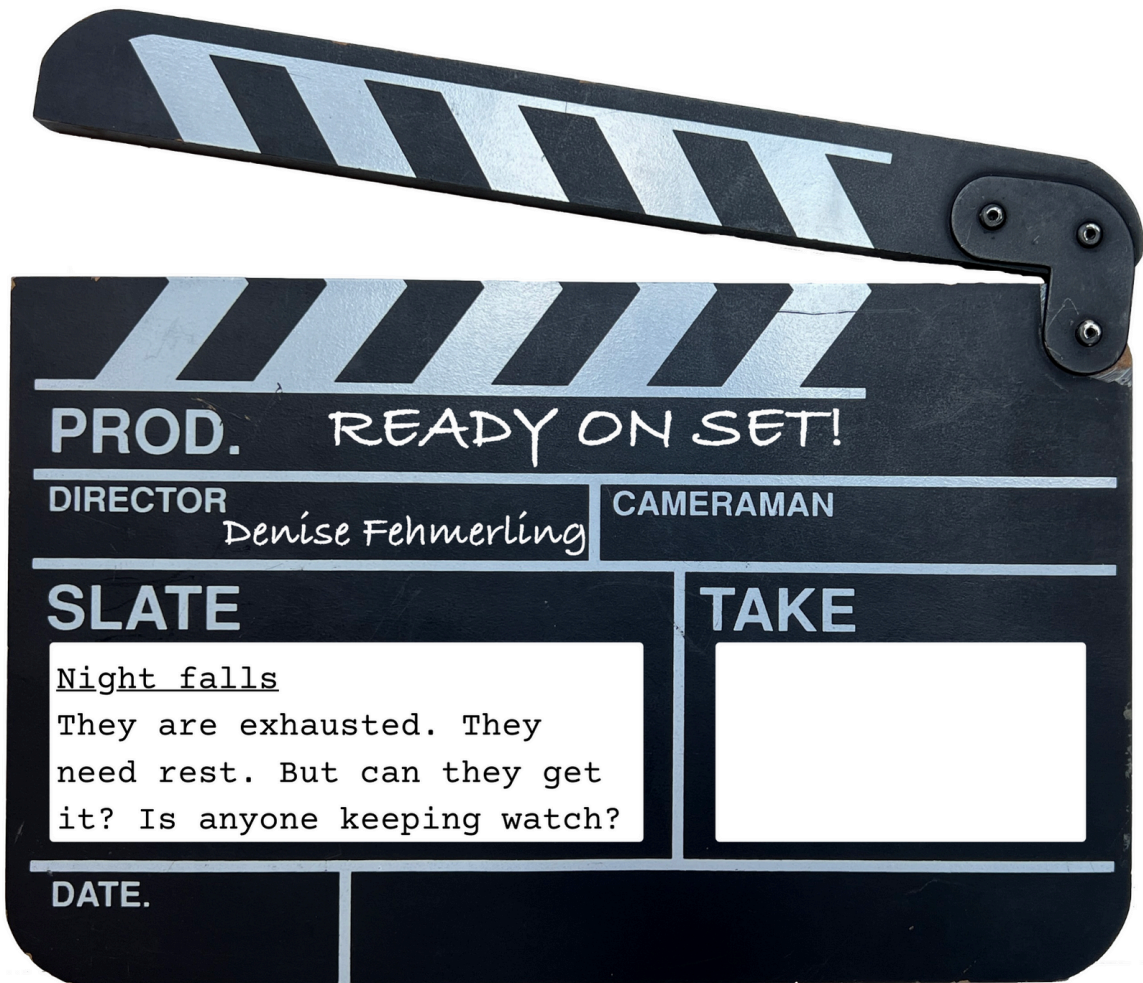 PROD. READY ON SET!
DIRECTOR
Denise Fehmerling
CAMERAMAN
SLATE
Night falls
They are exhausted. They
need rest. But can they get
it? Is anyone keeping watch?
TAKE
DATE.